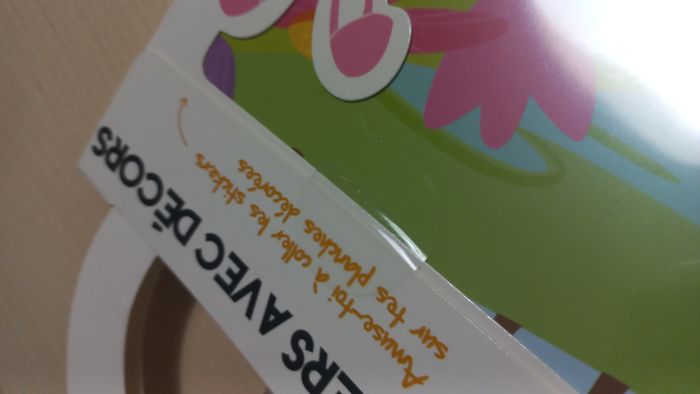 ERS AVEC DÉCORS
Amuse-toi à coller les stickers
sur tes planches décorées